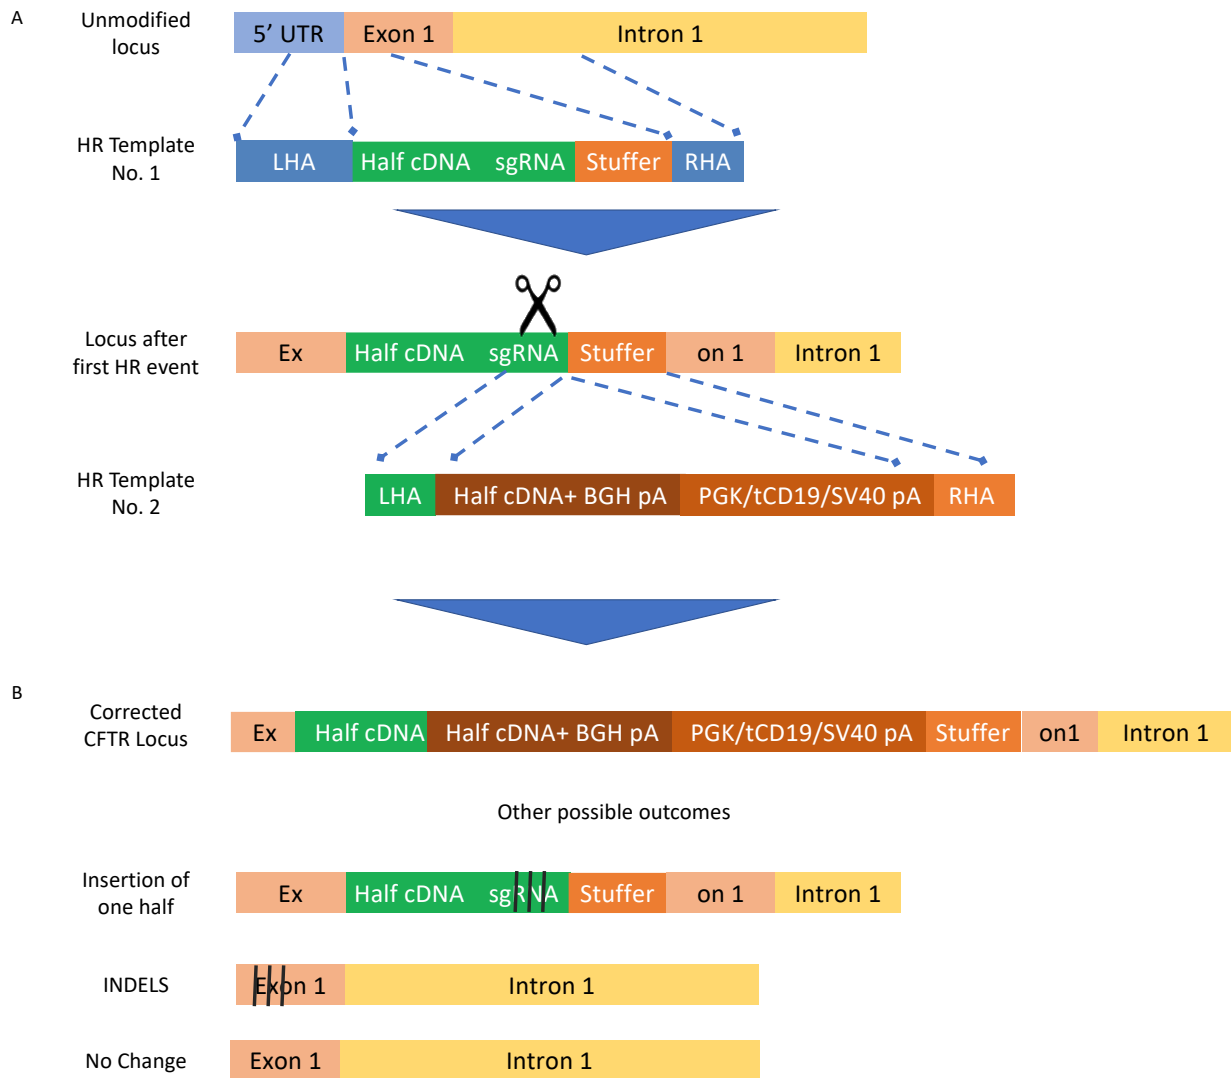 A
Unmodified
locus
5’ UTR Exon 1 Intron 1
HR Template
No. 1
LHA Half cDNA sgRNA Stuffer RHA
Locus after
first HR event
Ex Half cDNA sgRNA Stuffer on 1 Intron 1
HR Template
No. 2
LHA Half cDNA+ BGH pA PGK/tCD19/SV40 pA RHA
B
Corrected
CFTR Locus
Ex Half cDNA Half cDNA+ BGH pA PGK/tCD19/SV40 pA Stuffer on1 Intron 1
Other possible outcomes
Insertion of
one half
Ex Half cDNA sgRNA Stuffer on 1 Intron 1
INDELS
Exon 1 Intron 1
No Change
Exon 1 Intron 1